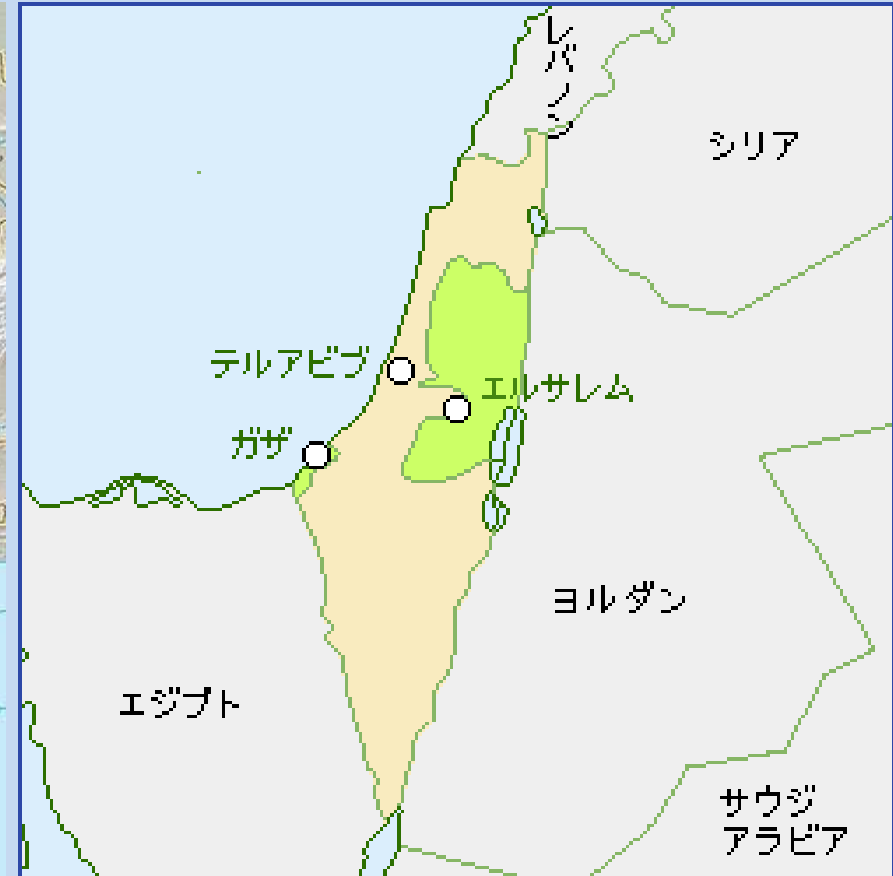 レバノン
シリア
テルアビブ
エルサレム
ガザ
ヨルダン
エジプト
サウジ
アラビア